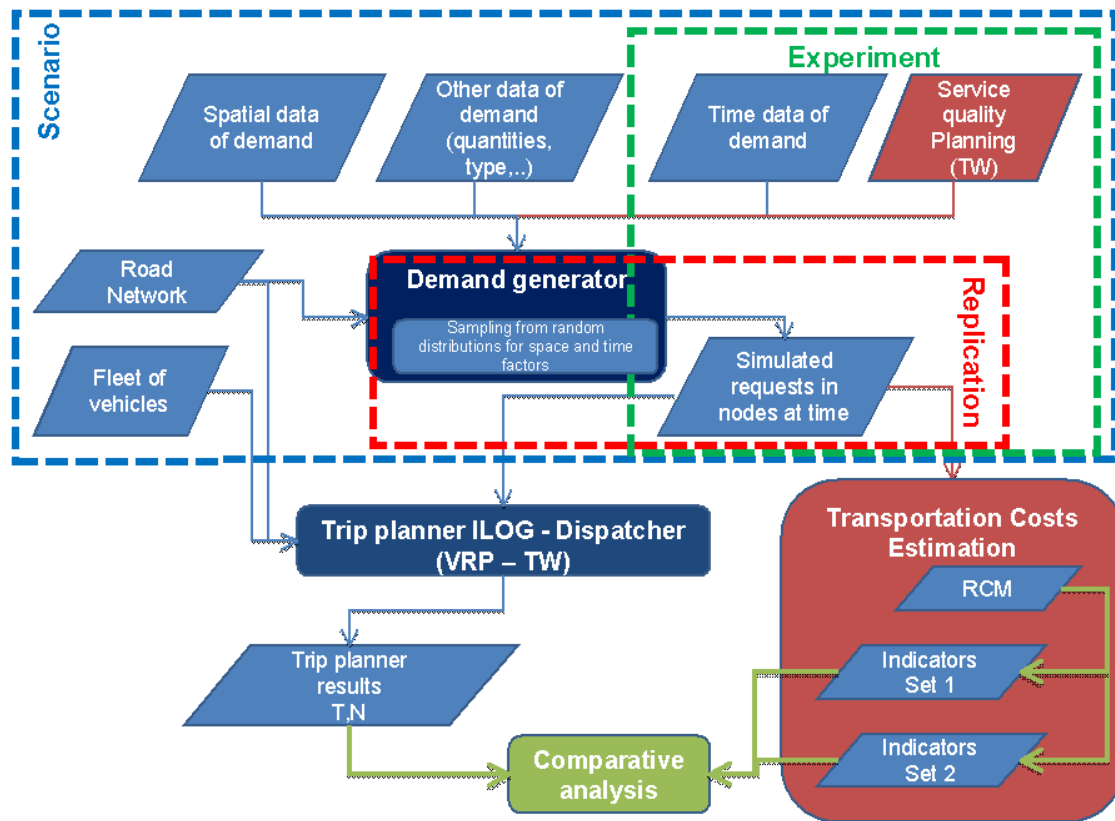 Scenario
Experiment
Spatial data
of demand
Other data of
demand
(quantities,
type,..)
Time data of
demand
Service
quality
Planning
(TW)
Road
Network
Demand generator
Sampling from random
distributions for space and time
factors
Replication
Fleet of
vehicles
Simulated
requests in
nodes at time
Trip planner ILOG - Dispatcher
(VRP – TW)
Transportation Costs
Estimation
RCM
Trip planner
results
T,N
Indicators
Set 1
Comparative
analysis
Indicators
Set 2